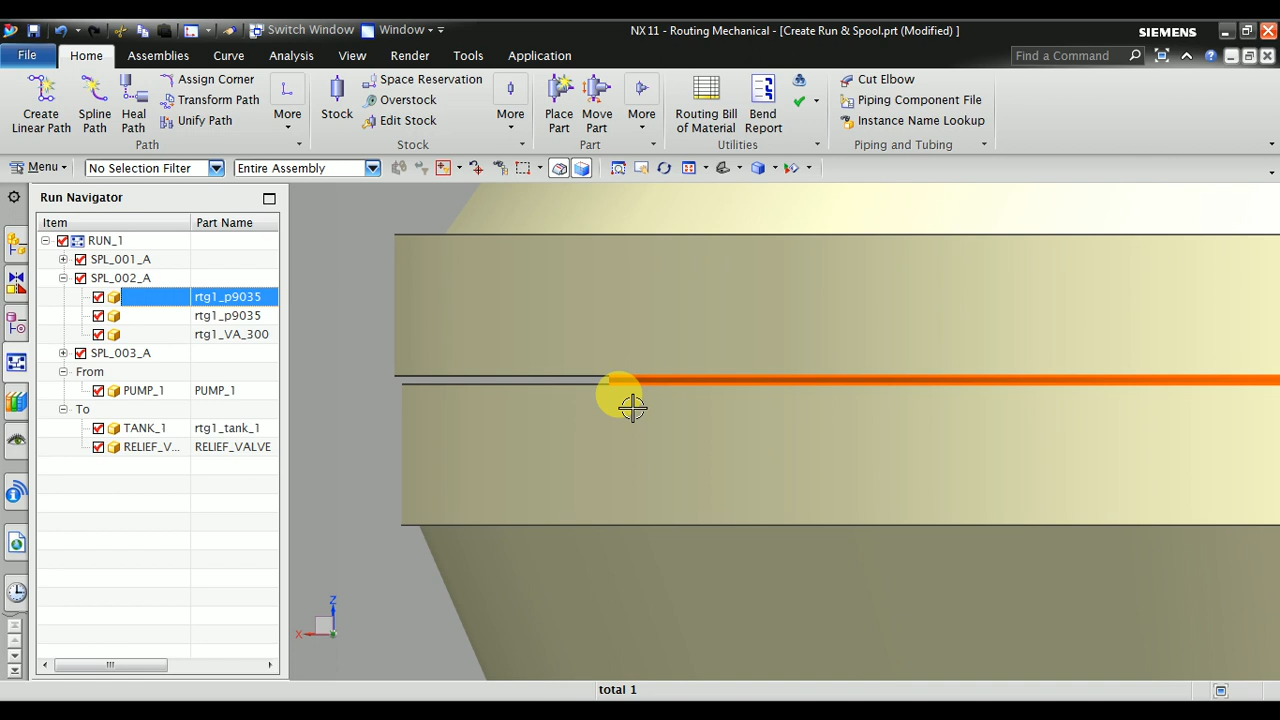 Switch Window Window
NX 11 - Routing Mechanical - [Create Run & Spool.prt (Modified) ]
SIEMENS
File Home Assemblies Curve Analysis View Render Tools Application
Find a Command
Create Linear Path
Spline Path
Heal Path
Assign Corner
Transform Path
Unify Path
More
Path
Stock
Space Reservation
Overstock
Edit Stock
More
Stock
Place Part
Move Part
More
Part
Routing Bill of Material
Bend Report
Utilities
Cut Elbow
Piping Component File
Instance Name Lookup
Piping and Tubing
Menu
No Selection Filter
Entire Assembly
Run Navigator
Item Part Name
RUN_1
SPL_001_A
SPL_002_A
rtg1_p9035
rtg1_p9035
rtg1_VA_300
SPL_003_A
From
PUMP_1 PUMP_1
To
TANK_1 rtg1_tank_1
RELIEF_V... RELIEF_VALVE
Z
X
total 1